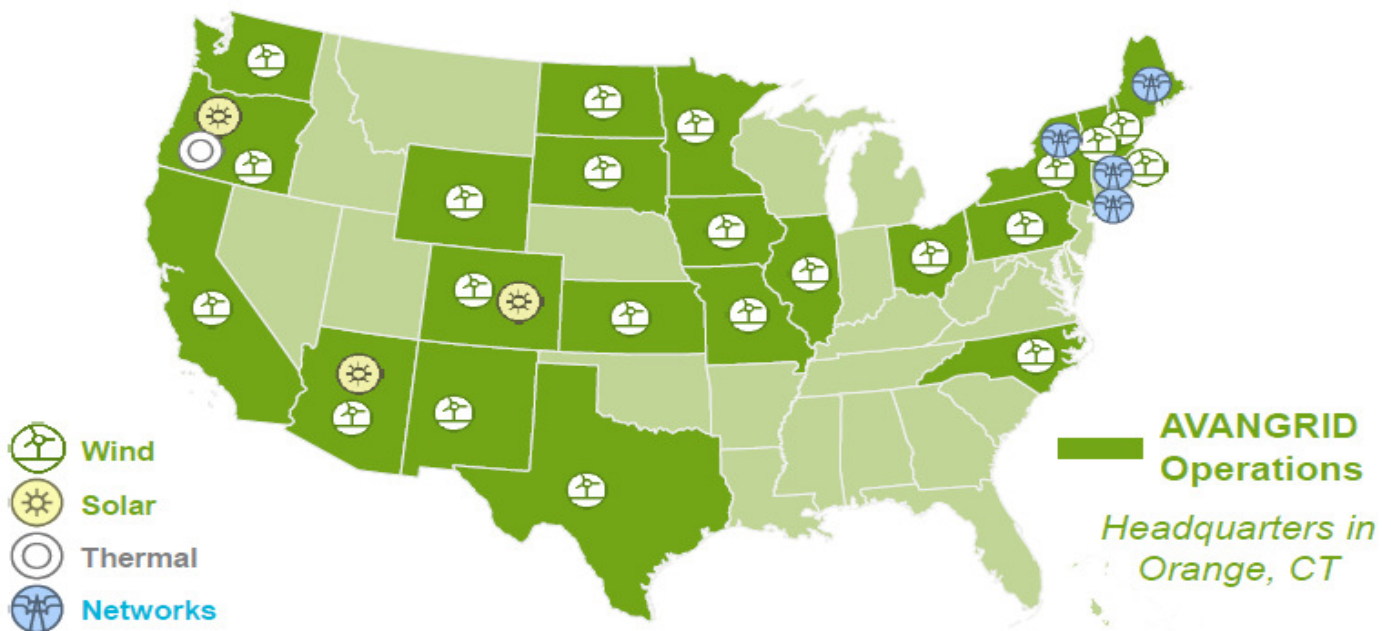 Wind
Solar
Thermal
Networks
AVANGRID
Operations
Headquarters in
Orange, CT